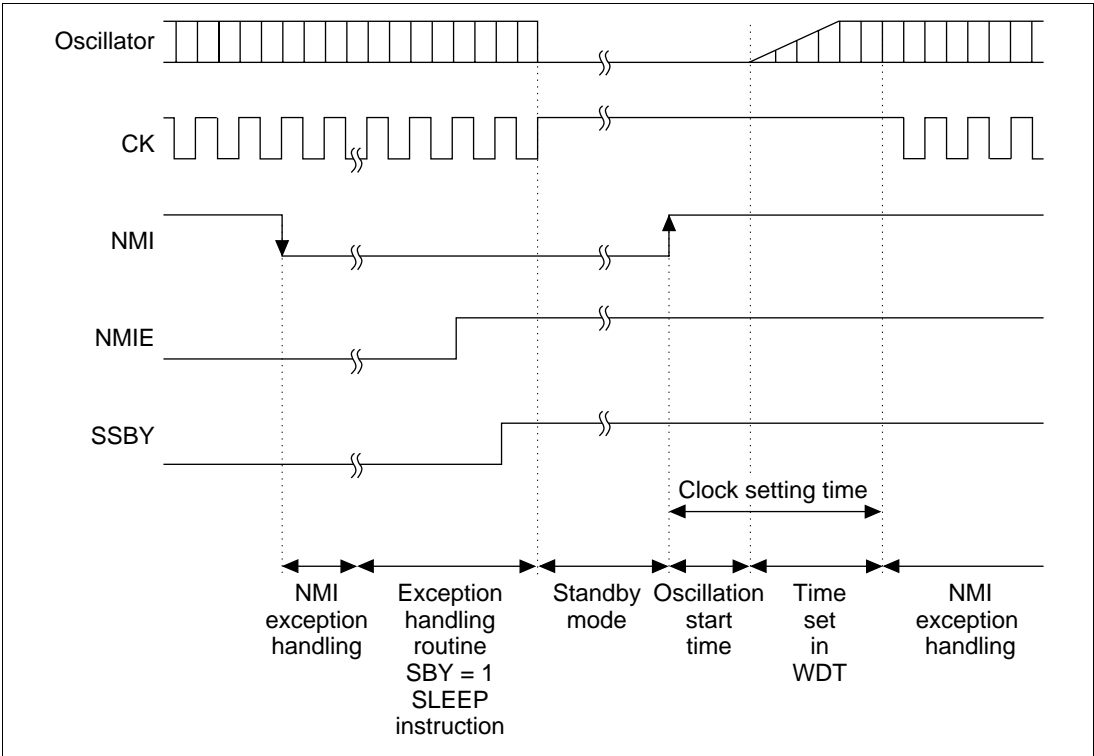 Oscillator
CK
NMI
NMIE
SSBY
Clock setting time
NMI
exception
handling
Exception
handling
routine
SBY = 1
SLEEP
instruction
Standby
mode
Oscillation
start
time
Time
set
in
WDT
NMI
exception
handling